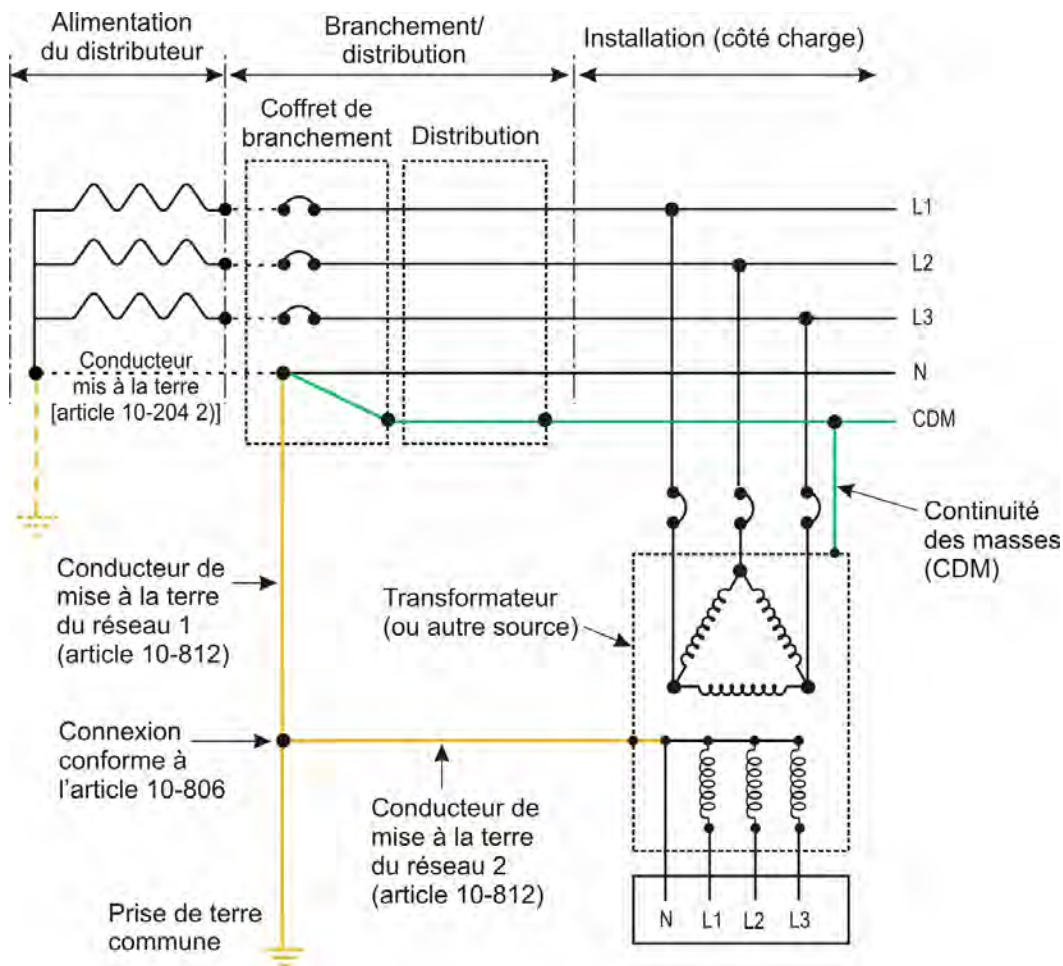 Alimentation
du distributeur
Branchement/
distribution
Installation (côté charge)
Coffret de
branchement
Distribution
L1
L2
L3
Conducteur
mis à la terre
[article 10-204 2)]
N
CDM
Continuité
des masses
(CDM)
Conducteur de
mise à la terre
du réseau 1
(article 10-812)
Transformateur
(ou autre source)
Connexion
conforme à
l'article 10-806
Conducteur de
mise à la terre
du réseau 2
(article 10-812)
Prise de terre
commune
N L1 L2 L3